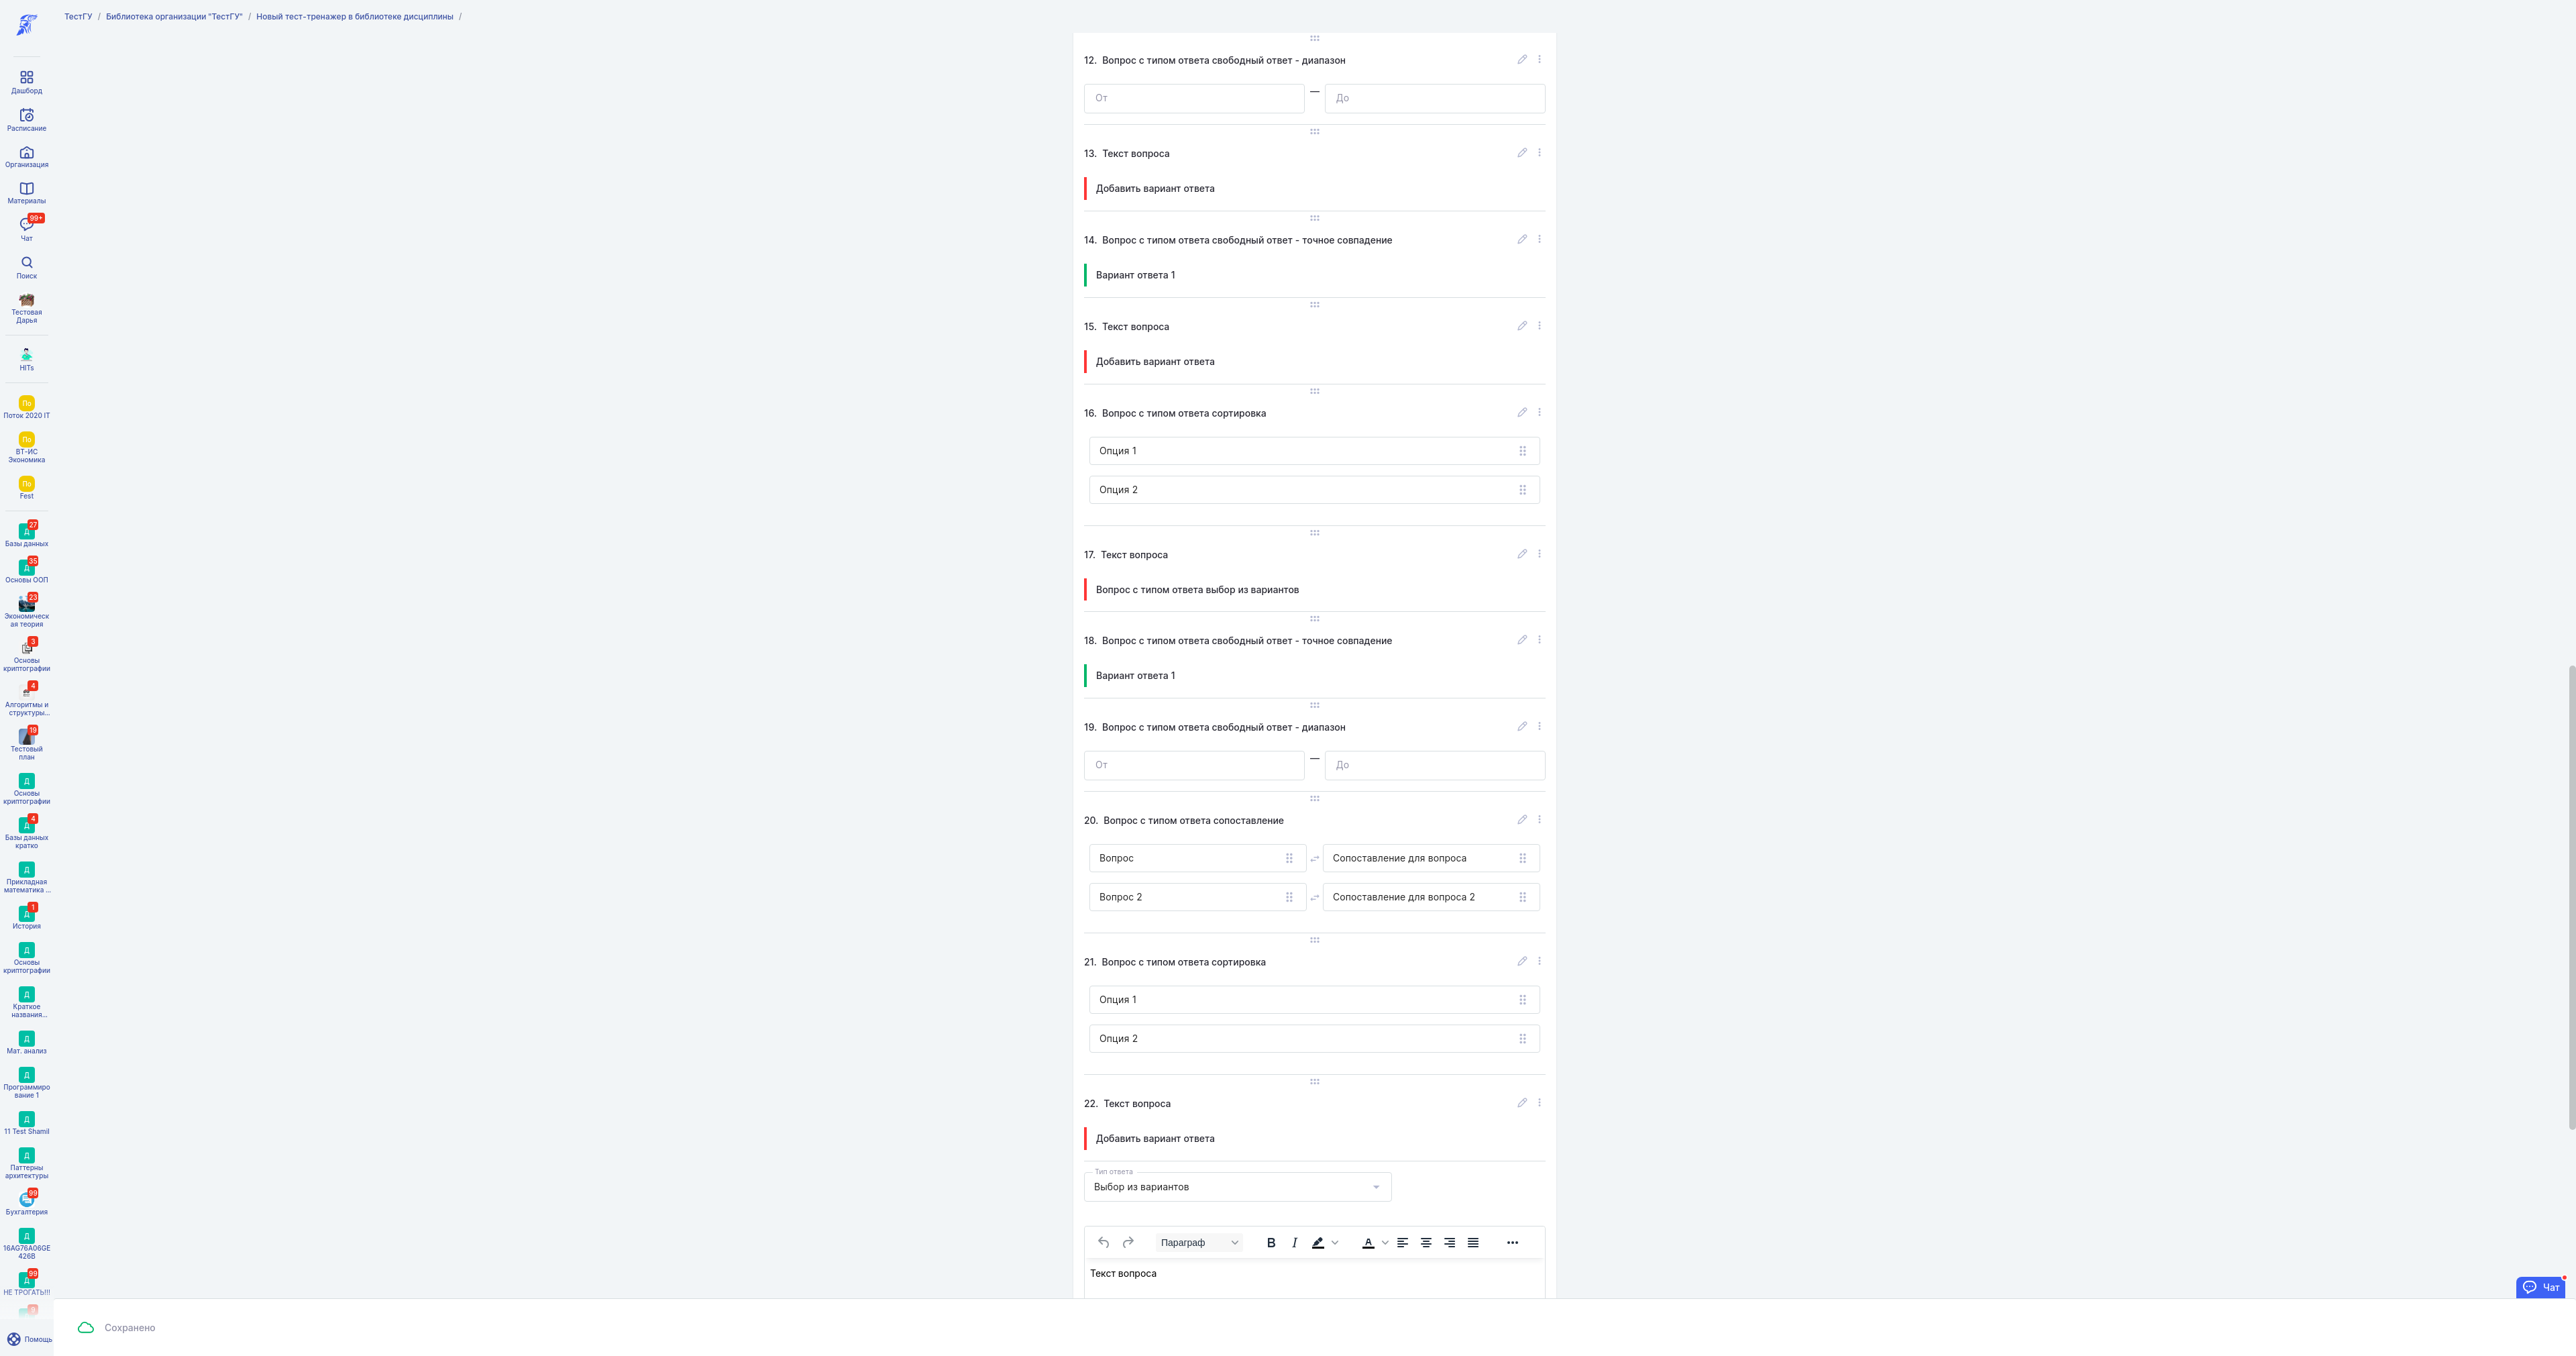 ТестГУ / Библиотека организации "ТестГУ" / Новый тест-тренажер в библиотеке дисциплины /
Дашборд
Расписание
Организация
Материалы
99+
Чат
Поиск
Тестовая
Дарья
HITs
По
Поток 2020 IT
По
ВТ-ИС
Экономика
По
Fest
27
Д
Базы данных
35
Д
Основы ООП
23
Экономическ
ая теория
3
Основы
криптографии
4
Алгоритмы и
структуры...
19
Тестовый
план
Д
Основы
криптографии
4
Д
Базы данных
кратко
Д
Прикладная
математика ...
1
Д
История
Д
Основы
криптографии
Д
Краткое
названия...
Д
Мат. анализ
Д
Программиро
вание 1
Д
11 Test Shamil
Д
Паттерны
архитектуры
99
Бухгалтерия
Д
16AG76A06GE
426B
99
Д
НЕ ТРОГАТЬ!!!
Помощь
12. Вопрос с типом ответа свободный ответ - диапазон
От — До
13. Текст вопроса
Добавить вариант ответа
14. Вопрос с типом ответа свободный ответ - точное совпадение
Вариант ответа 1
15. Текст вопроса
Добавить вариант ответа
16. Вопрос с типом ответа сортировка
Опция 1
Опция 2
17. Текст вопроса
Вопрос с типом ответа выбор из вариантов
18. Вопрос с типом ответа свободный ответ - точное совпадение
Вариант ответа 1
19. Вопрос с типом ответа свободный ответ - диапазон
От — До
20. Вопрос с типом ответа сопоставление
Вопрос Сопоставление для вопроса
Вопрос 2 Сопоставление для вопроса 2
21. Вопрос с типом ответа сортировка
Опция 1
Опция 2
22. Текст вопроса
Добавить вариант ответа
Тип ответа
Выбор из вариантов
Параграф B I A
Текст вопроса
Чат
Сохранено